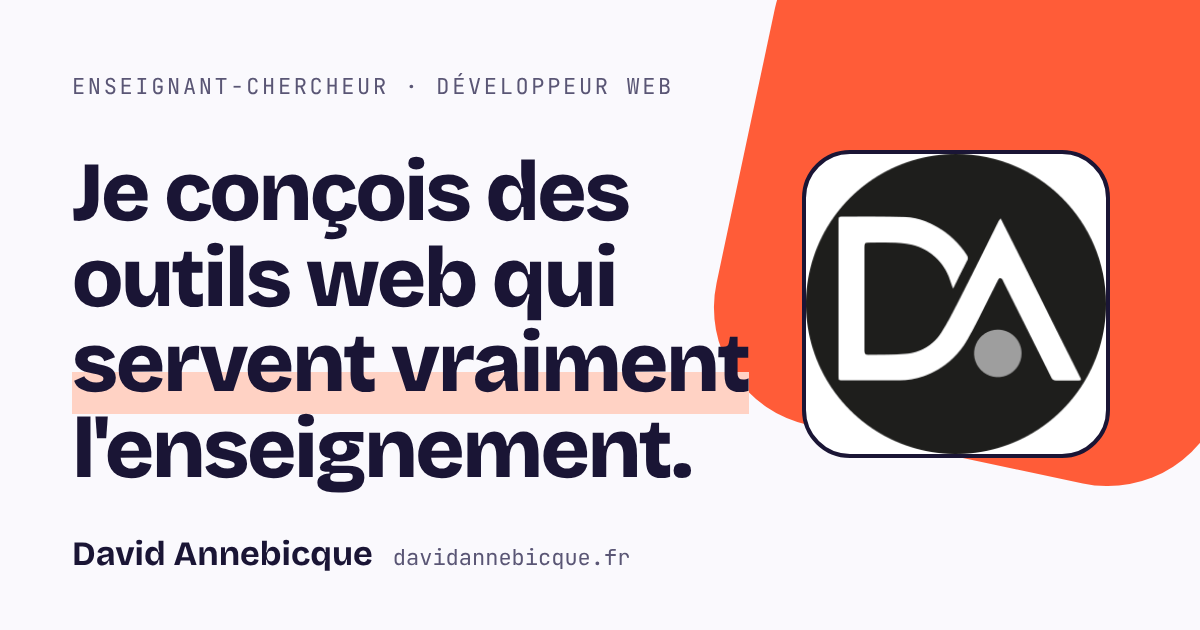 ENSEIGNANT-CHERCHEUR · DÉVELOPPEUR WEB
Je conçois des
outils web qui
servent vraiment
l'enseignement.
David Annebicque davidannebicque.fr
DA